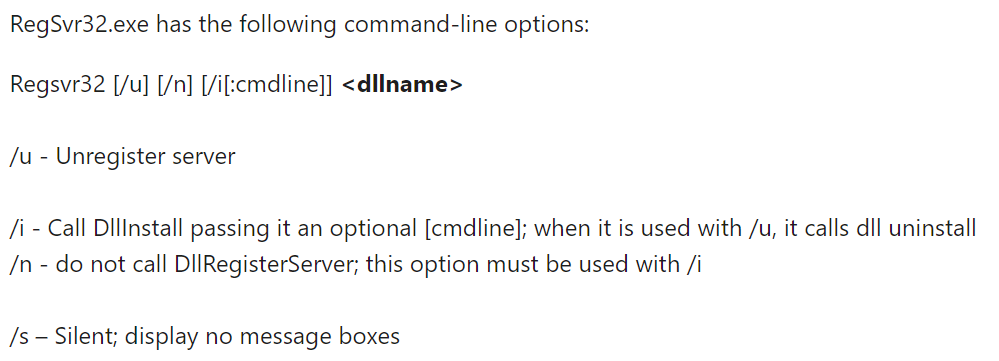 RegSvr32.exe has the following command-line options:
Regsvr32 [/u] [/n] [/i[:cmdline]] <dllname>
/u - Unregister server
/i - Call DllInstall passing it an optional [cmdline]; when it is used with /u, it calls dll uninstall
/n - do not call DllRegisterServer; this option must be used with /i
/s – Silent; display no message boxes